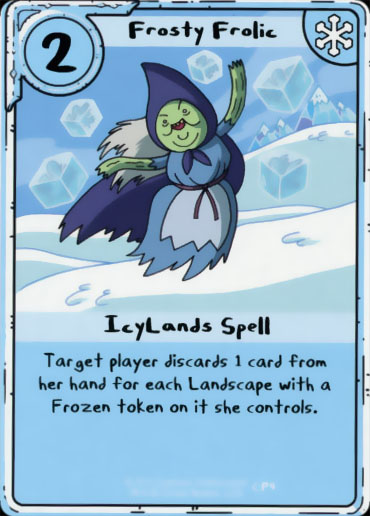 2
Frosty Frolic
IcyLands Spell
Target player discards 1 card from
her hand for each Landscape with a
Frozen token on it she controls.